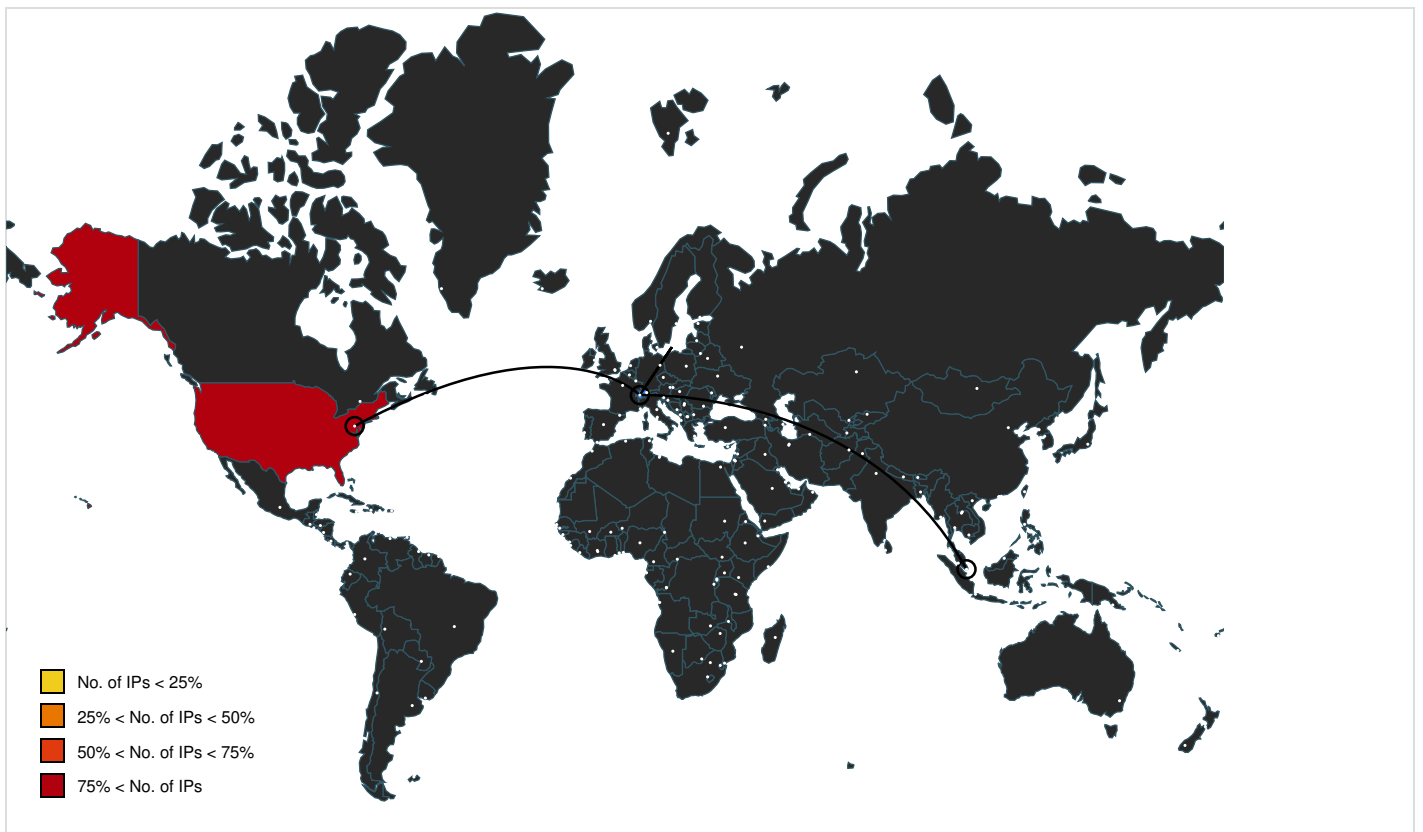 No. of IPs < 25%
25% < No. of IPs < 50%
50% < No. of IPs < 75%
75% < No. of IPs